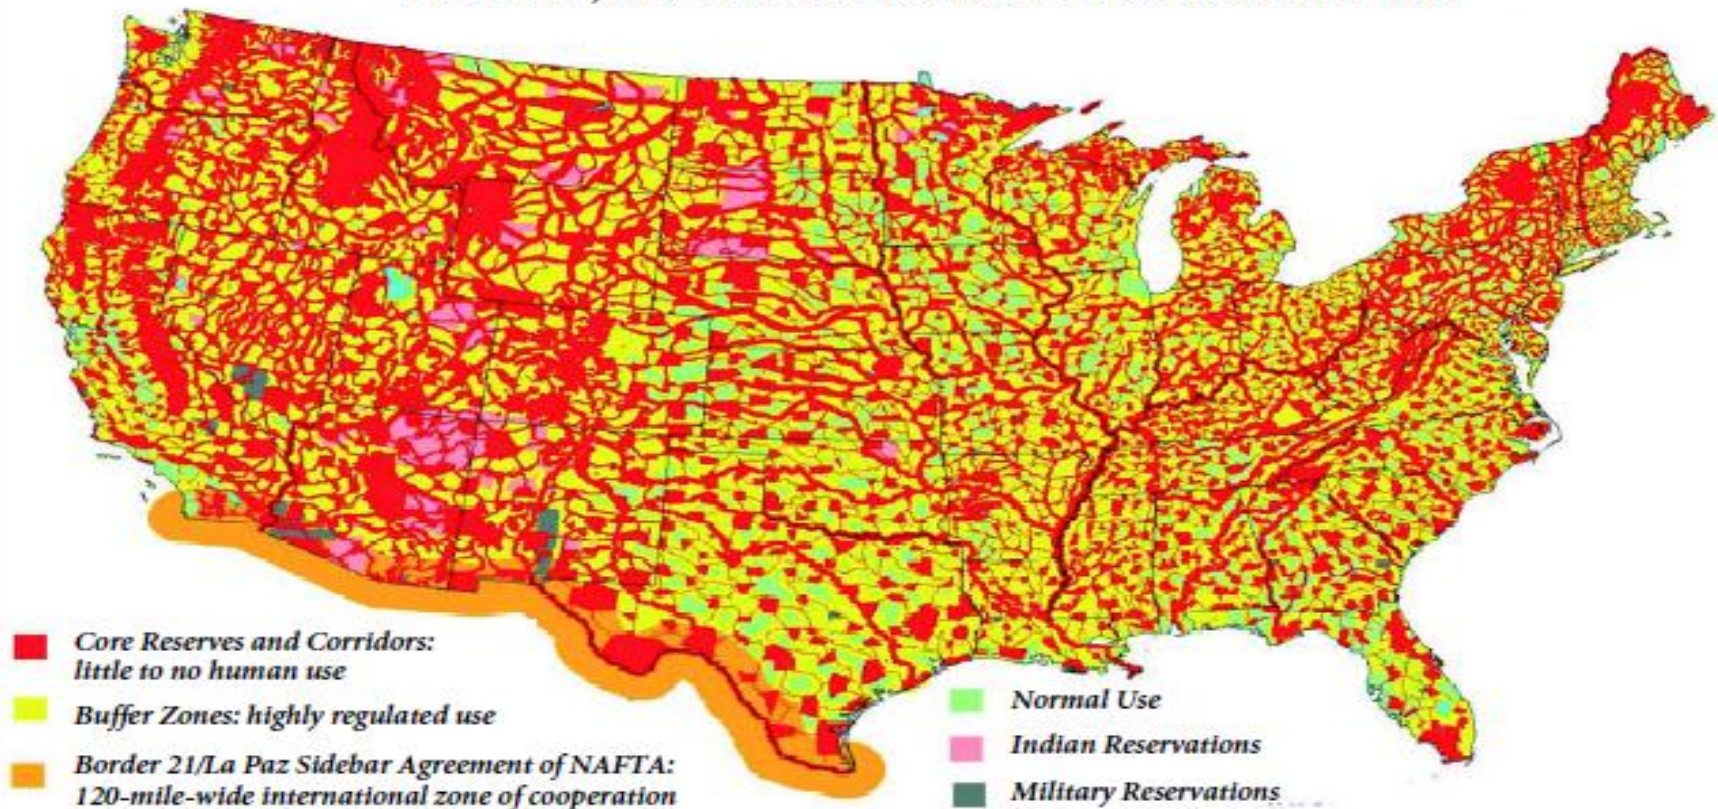 Core Reserves and Corridors:
little to no human use
Buffer Zones: highly regulated use
Border 21/La Paz Sidebar Agreement of NAFTA:
120-mile-wide international zone of cooperation
Normal Use
Indian Reservations
Military Reservations